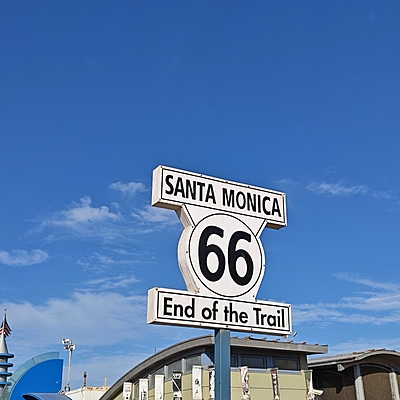 SANTA MONICA
66
End of the Trail